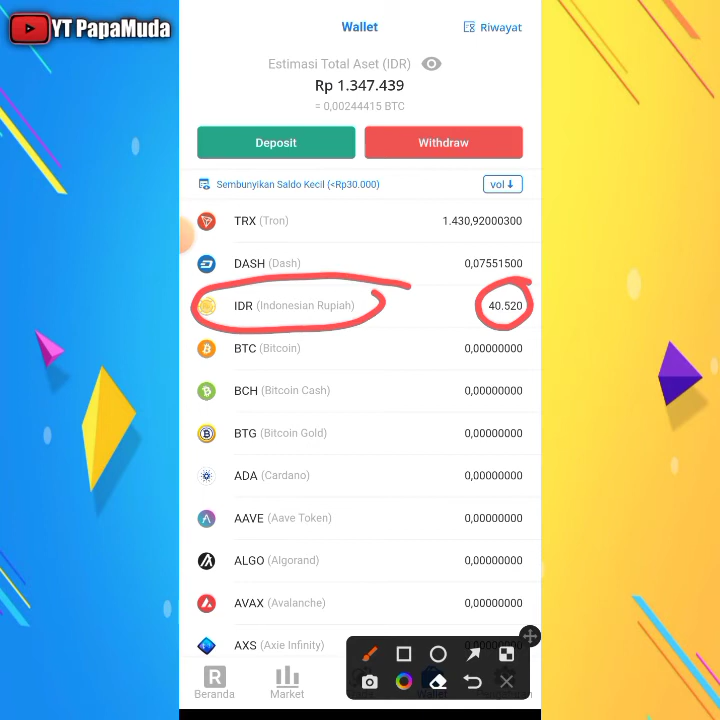 YT PapaMuda
Wallet
Riwayat
Estimasi Total Aset (IDR)
Rp 1.347.439
= 0,00244415 BTC
Deposit
Withdraw
Sembunyikan Saldo Kecil (<Rp30.000)
vol
TRX (Tron) 1.430,92000300
DASH (Dash) 0,07551500
IDR (Indonesian Rupiah) 40.520
BTC (Bitcoin) 0,00000000
BCH (Bitcoin Cash) 0,00000000
BTG (Bitcoin Gold) 0,00000000
ADA (Cardano) 0,00000000
AAVE (Aave Token) 0,00000000
ALGO (Algorand) 0,00000000
AVAX (Avalanche) 0,00000000
AXS (Axie Infinity) 0,00000000
Beranda
Market
Wallet